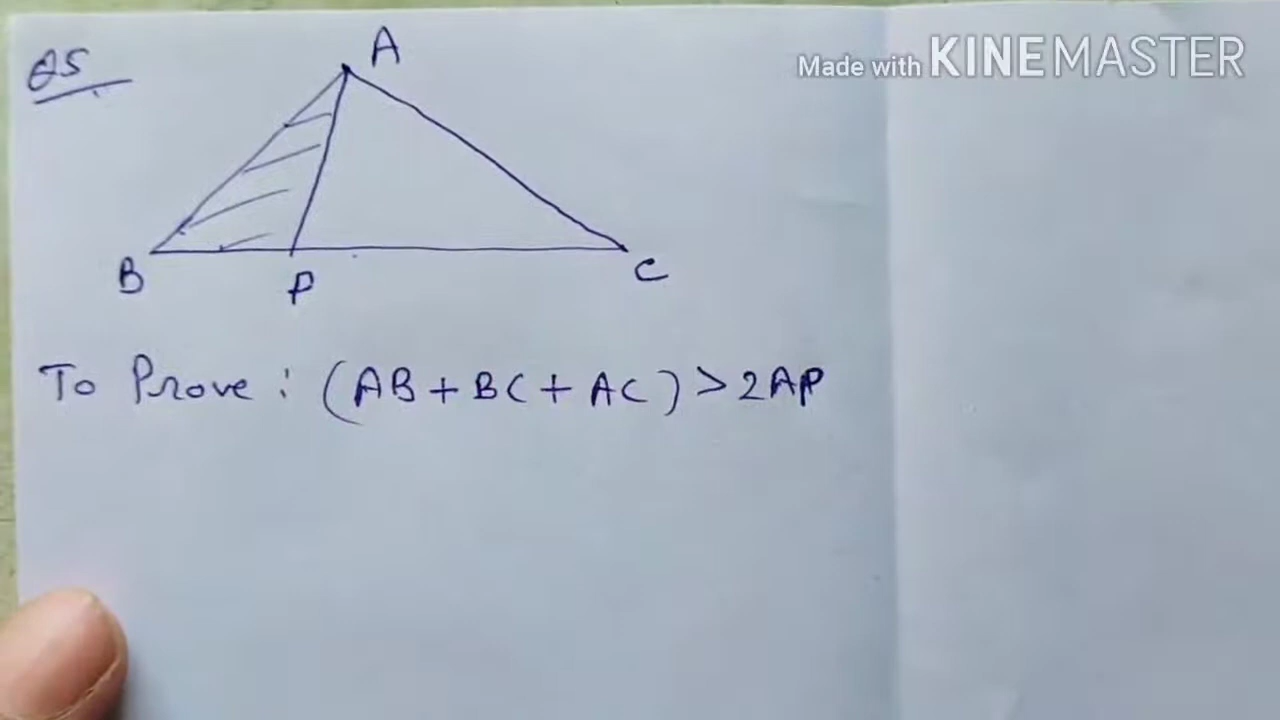 Q5
A
Made with KINEMASTER
B
P
C
To Prove : (AB + BC + AC) > 2AP